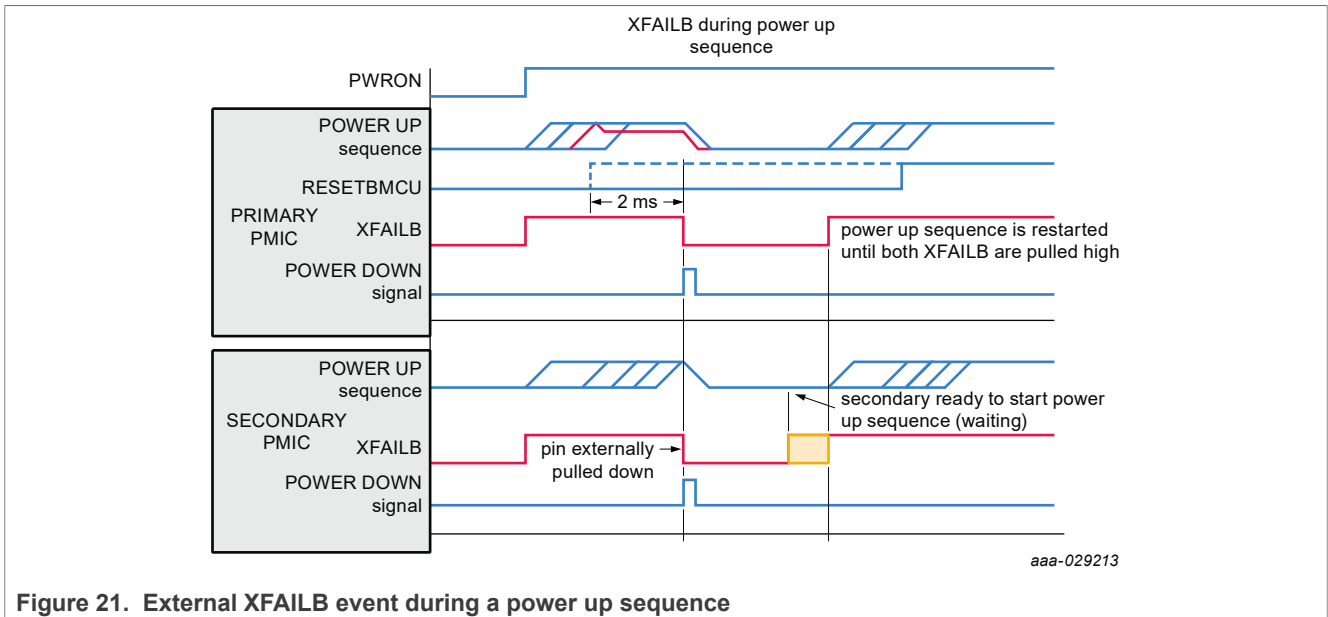 XFAILB during power up
sequence
PWRON
POWER UP
sequence
RESETBMCU
2 ms
PRIMARY
PMIC
XFAILB
power up sequence is restarted
until both XFAILB are pulled high
POWER DOWN
signal
POWER UP
sequence
secondary ready to start power
up sequence (waiting)
SECONDARY
PMIC
XFAILB
pin externally
pulled down
POWER DOWN
signal
aaa-029213
Figure 21. External XFAILB event during a power up sequence